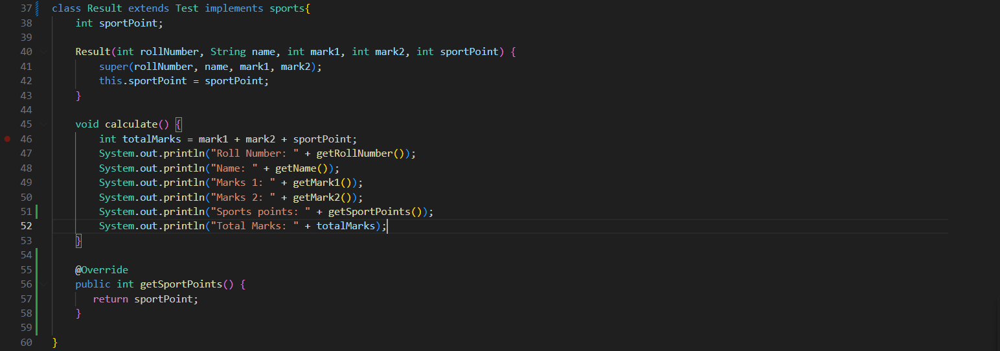 37 class Result extends Test implements sports{
38     int sportPoint;
39
40     Result(int rollNumber, String name, int mark1, int mark2, int sportPoint) {
41         super(rollNumber, name, mark1, mark2);
42         this.sportPoint = sportPoint;
43     }
44
45     void calculate() {
46         int totalMarks = mark1 + mark2 + sportPoint;
47         System.out.println("Roll Number: " + getRollNumber());
48         System.out.println("Name: " + getName());
49         System.out.println("Marks 1: " + getMark1());
50         System.out.println("Marks 2: " + getMark2());
51         System.out.println("Sports points: " + getSportPoints());
52         System.out.println("Total Marks: " + totalMarks);
53     }
54
55     @Override
56     public int getSportPoints() {
57        return sportPoint;
58     }
59
60 }